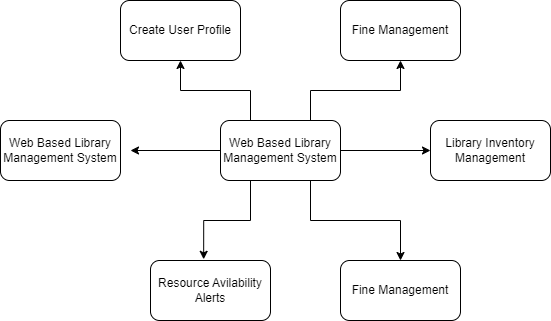 Create User Profile
Fine Management
Web Based Library
Management System
Web Based Library
Management System
Library Inventory
Management
Resource Avilability
Alerts
Fine Management